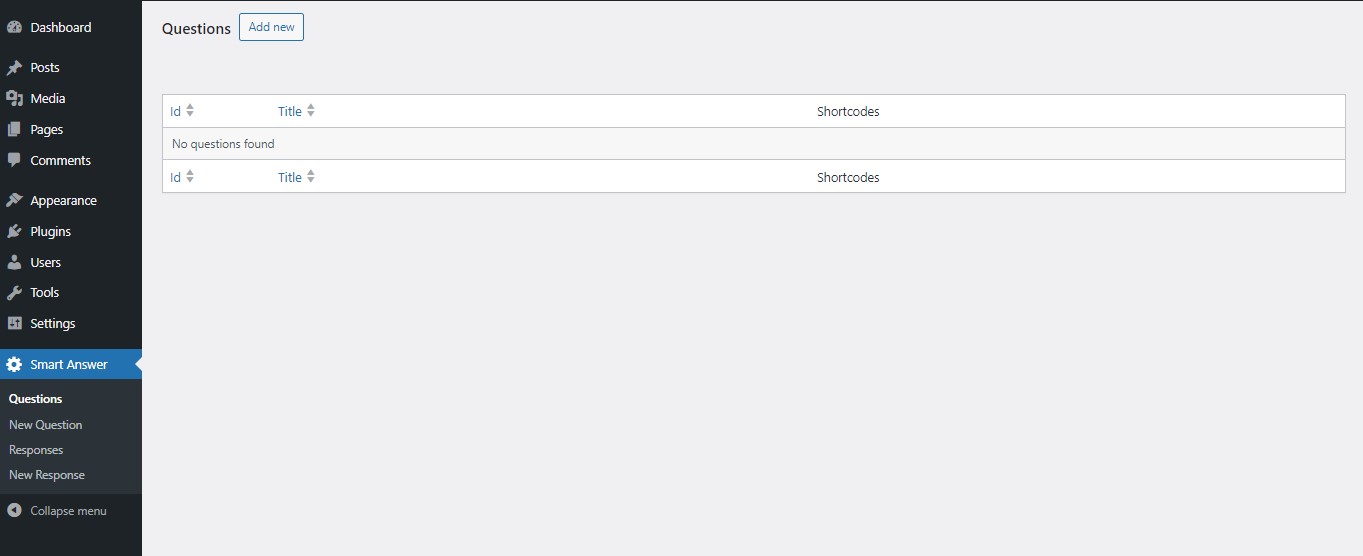 Dashboard
Posts
Media
Pages
Comments
Appearance
Plugins
Users
Tools
Settings
Smart Answer
Questions
New Question
Responses
New Response
Collapse menu
Questions Add new
Id Title Shortcodes
No questions found
Id Title Shortcodes